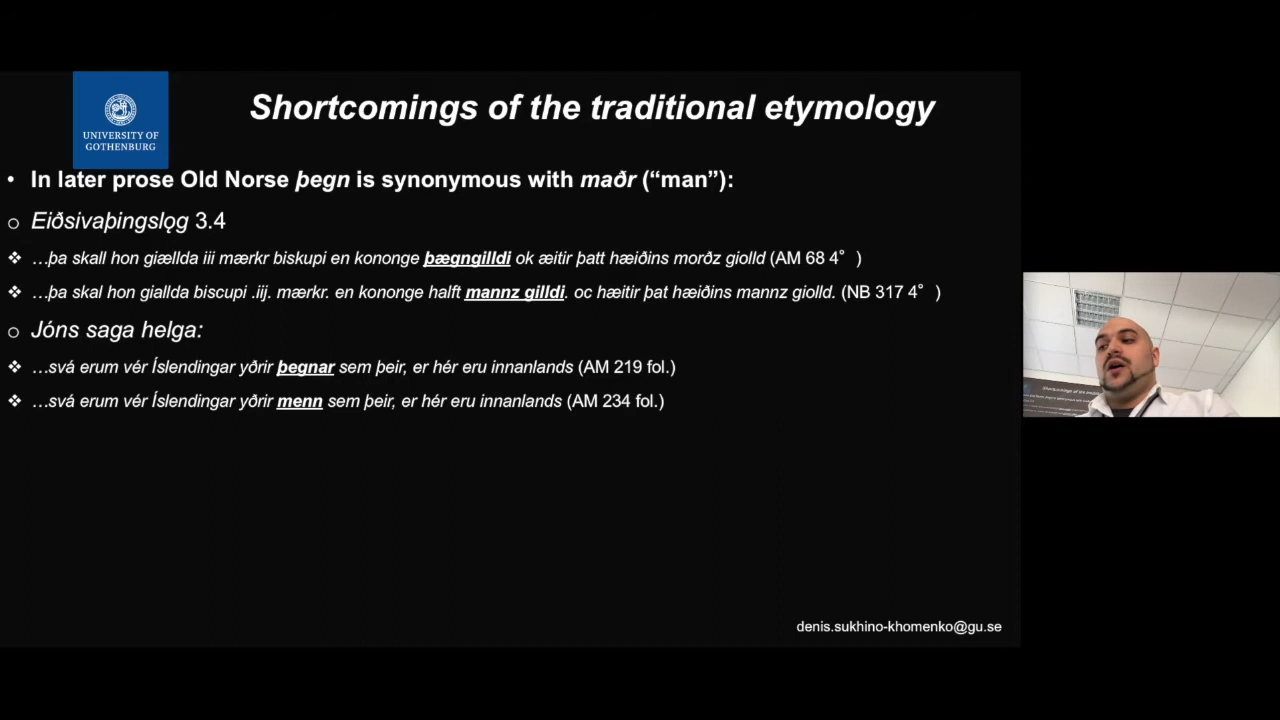 Shortcomings of the traditional etymology
UNIVERSITY OF
GOTHENBURG
• In later prose Old Norse þegn is synonymous with maðr (“man”):
o Eiðsivaþingslǫg 3.4
❖ …þa skall hon giællda iii mærkr biskupi en kononge þægngilldi ok æitir þatt hæiðins morðz giolld (AM 68 4° )
❖ …þa skal hon giallda biscupi .iij. mærkr. en kononge halft mannz gilldi. oc hæitir þat hæiðins mannz giolld. (NB 317 4° )
o Jóns saga helga:
❖ …svá erum vér Íslendingar yðrir þegnar sem þeir, er hér eru innanlands (AM 219 fol.)
❖ …svá erum vér Íslendingar yðrir menn sem þeir, er hér eru innanlands (AM 234 fol.)
denis.sukhino-khomenko@gu.se